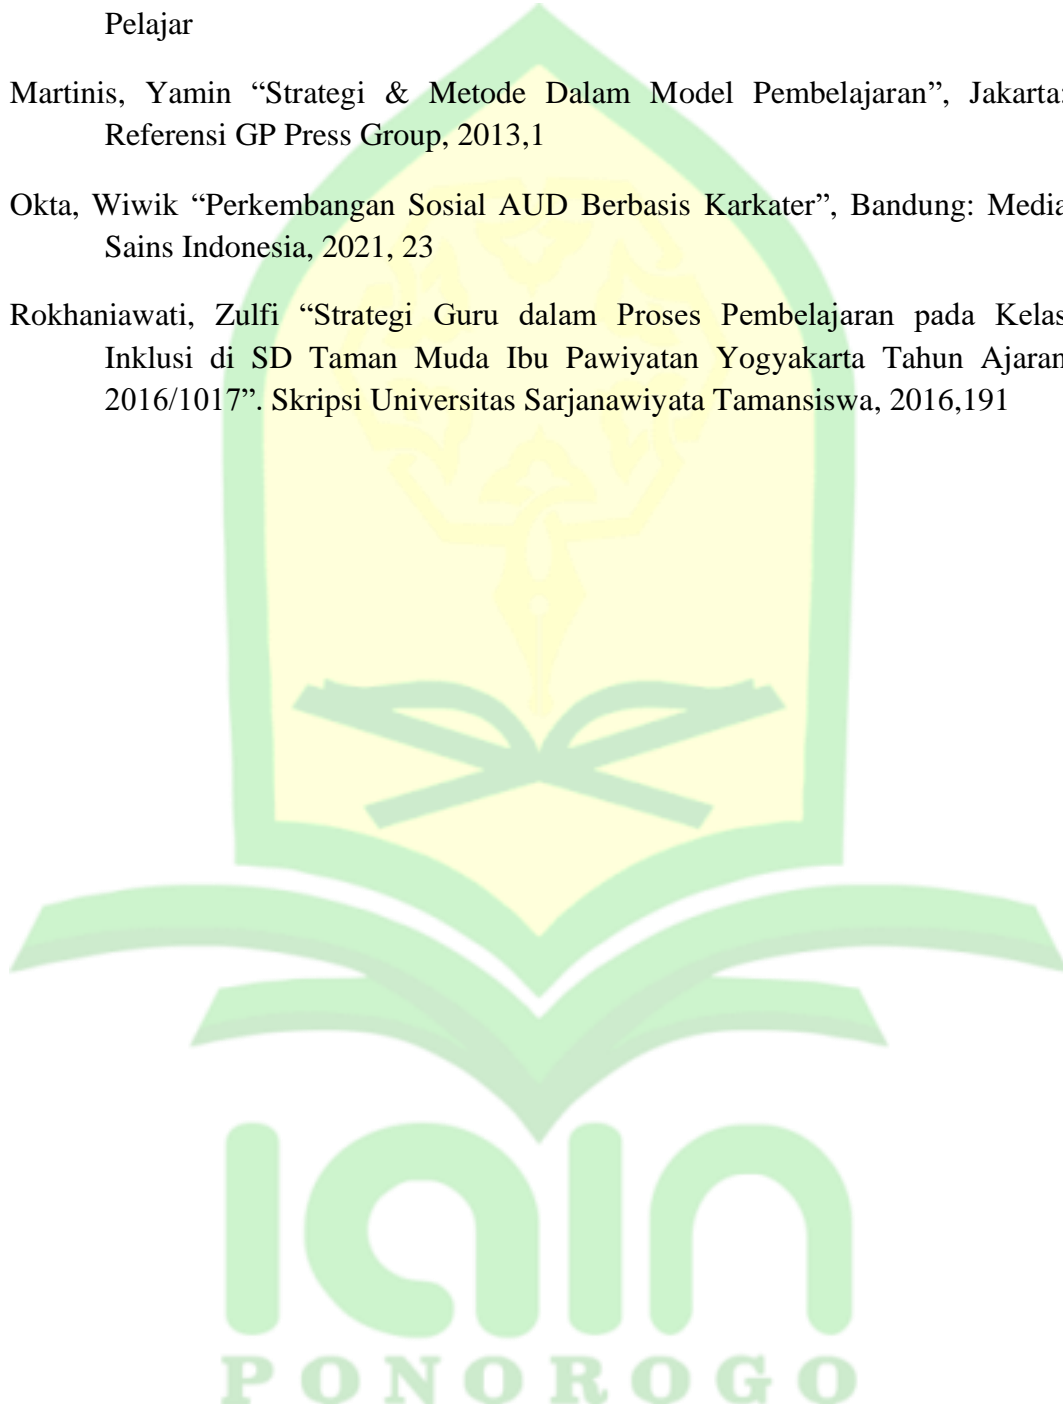 Pelajar
Martinis, Yamin “Strategi & Metode Dalam Model Pembelajaran”, Jakarta:
Referensi GP Press Group, 2013,1
Okta, Wiwik “Perkembangan Sosial AUD Berbasis Karkater”, Bandung: Media
Sains Indonesia, 2021, 23
Rokhaniawati, Zulfi “Strategi Guru dalam Proses Pembelajaran pada Kelas
Inklusi di SD Taman Muda Ibu Pawiyatan Yogyakarta Tahun Ajaran
2016/1017”. Skripsi Universitas Sarjanawiyata Tamansiswa, 2016,191
iain
PONOROGO